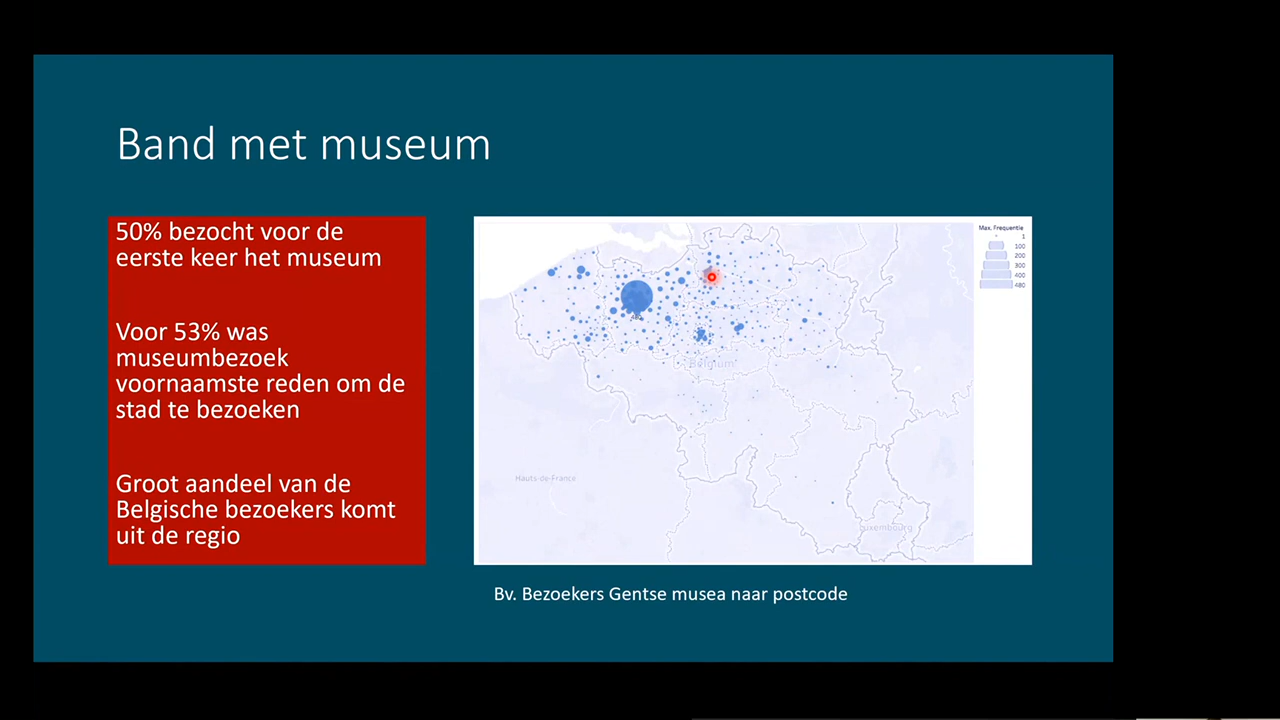 Band met museum
50% bezocht voor de
eerste keer het museum
Voor 53% was
museumbezoek
voornaamste reden om de
stad te bezoeken
Groot aandeel van de
Belgische bezoekers komt
uit de regio
Max. Frequentie
1
100
200
300
400
480
Belgium
Hauts-de-France
Luxembourg
Bv. Bezoekers Gentse musea naar postcode